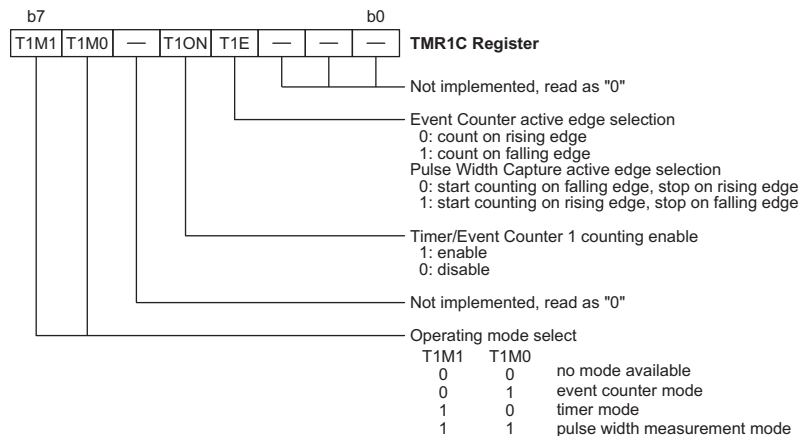 b7 b0
T1M1 T1M0 — T1ON T1E — — — TMR1C Register
Not implemented, read as "0"
Event Counter active edge selection
0: count on rising edge
1: count on falling edge
Pulse Width Capture active edge selection
0: start counting on falling edge, stop on rising edge
1: start counting on rising edge, stop on falling edge
Timer/Event Counter 1 counting enable
1: enable
0: disable
Not implemented, read as "0"
Operating mode select
T1M1 T1M0
0 0 no mode available
0 1 event counter mode
1 0 timer mode
1 1 pulse width measurement mode